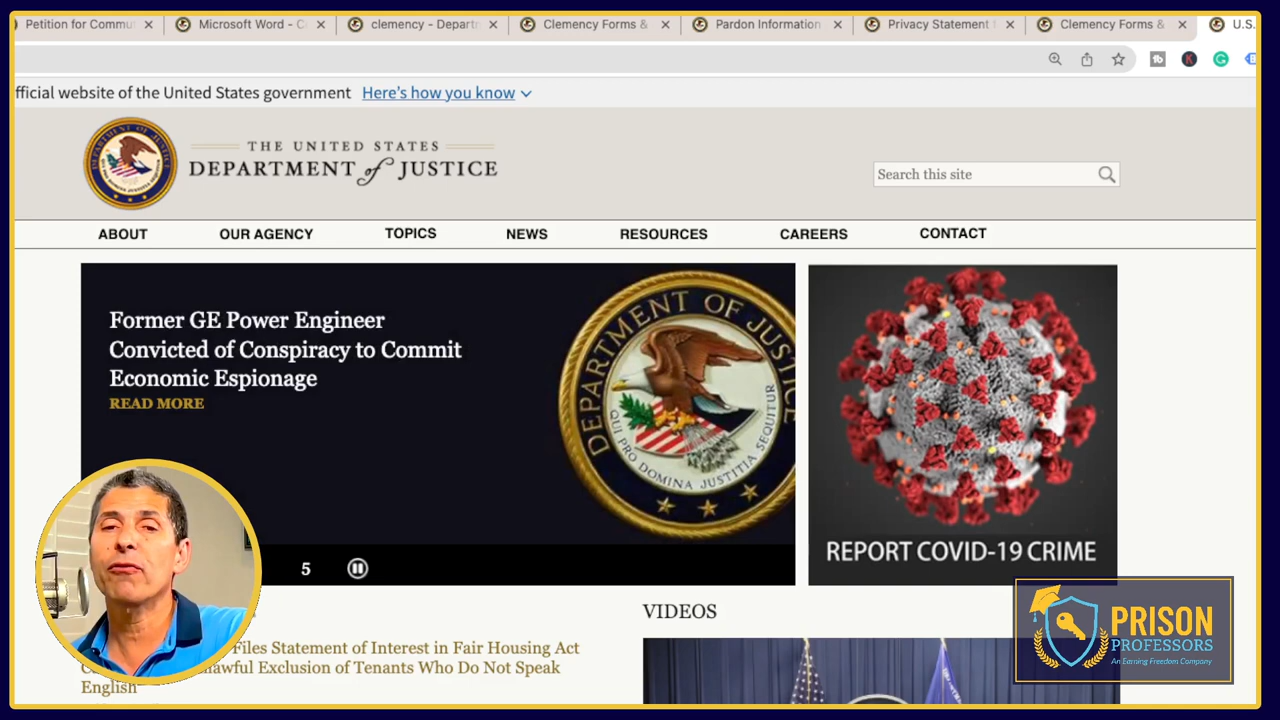 Petition for Commu
Microsoft Word - C
clemency - Departm
Clemency Forms &
Pardon Information
Privacy Statement f
Clemency Forms &
U.S.
fficial website of the United States government Here's how you know
THE UNITED STATES
DEPARTMENT of JUSTICE
Search this site
ABOUT OUR AGENCY TOPICS NEWS RESOURCES CAREERS CONTACT
Former GE Power Engineer
Convicted of Conspiracy to Commit
Economic Espionage
READ MORE
DEPARTMENT OF JUSTICE
QUI PRO DOMINA JUSTITIA SEQUITUR
REPORT COVID-19 CRIME
5
VIDEOS
Files Statement of Interest in Fair Housing Act
awful Exclusion of Tenants Who Do Not Speak
English
PRISON
PROFESSORS
An Earning Freedom Company